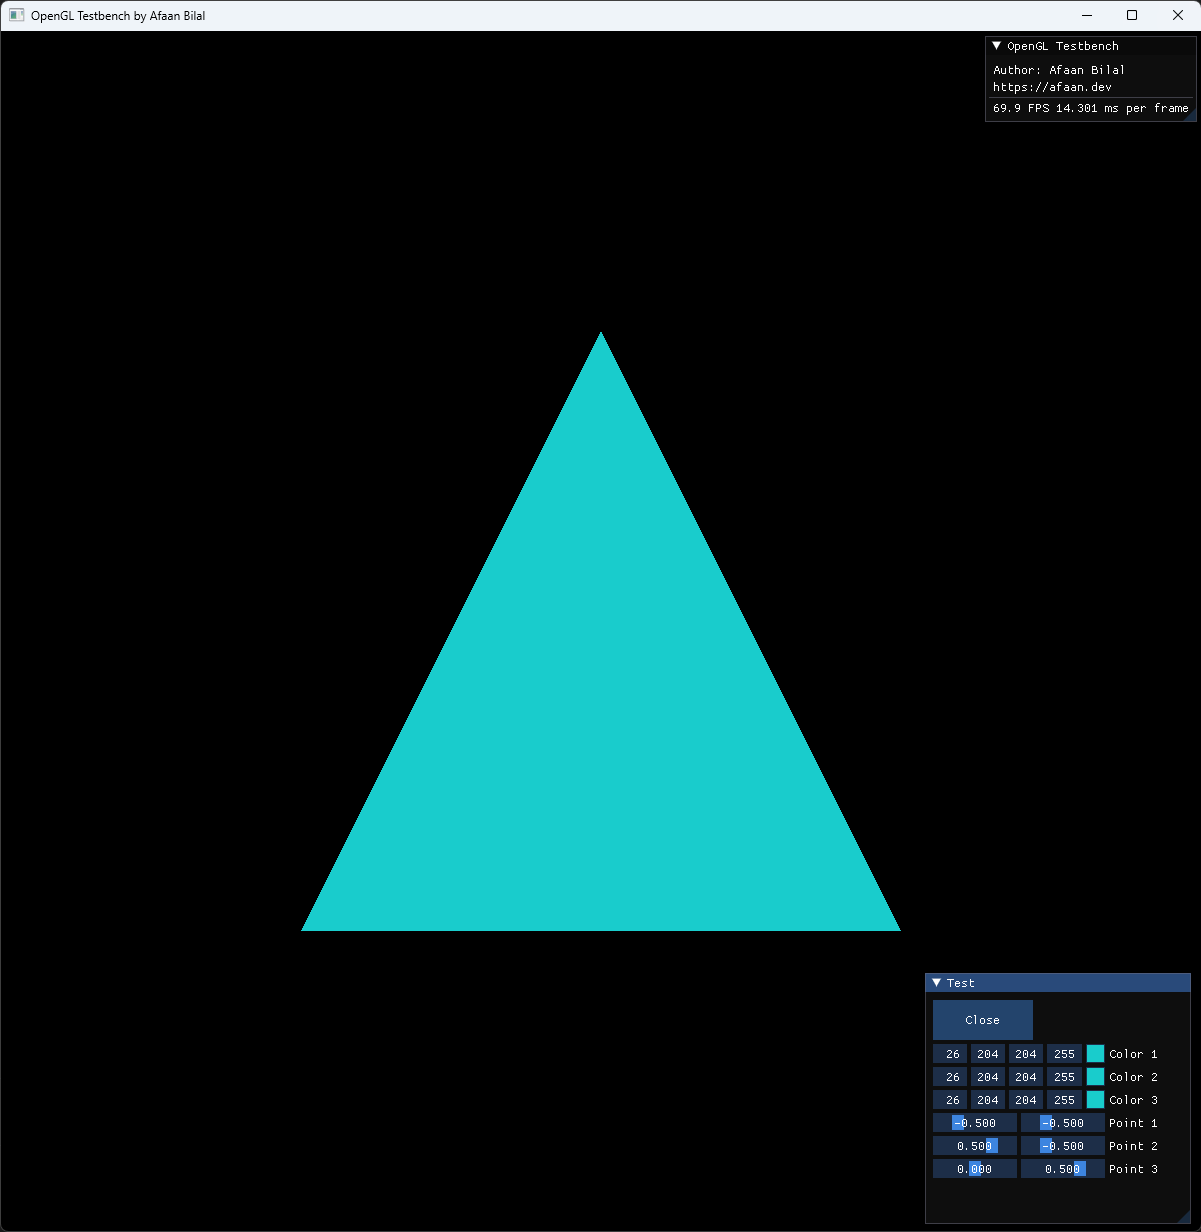 OpenGL Testbench by Afaan Bilal
OpenGL Testbench
Author: Afaan Bilal
https://afaan.dev
69.9 FPS 14.301 ms per frame
Test
Close
26 204 204 255 Color 1
26 204 204 255 Color 2
26 204 204 255 Color 3
-0.500 -0.500 Point 1
0.500 -0.500 Point 2
0.000 0.500 Point 3